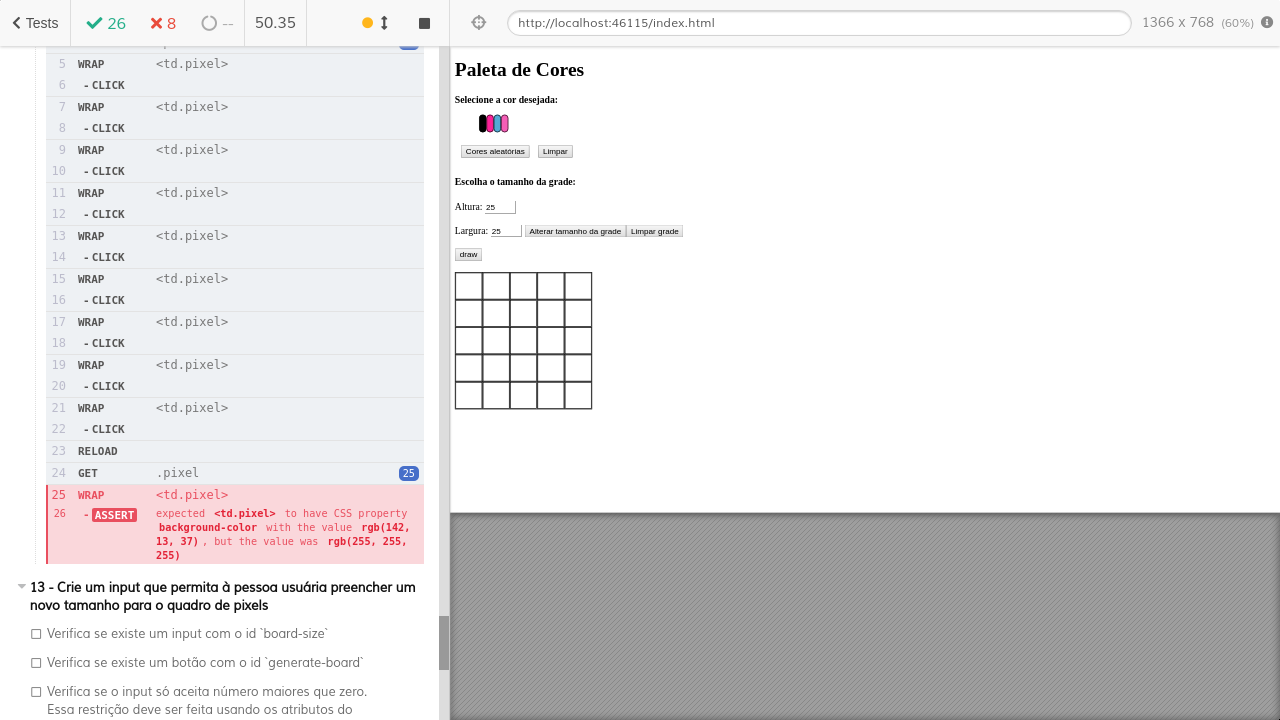 Tests
26
8
--
50.35
http://localhost:46115/index.html
1366 x 768 (60%)
5 WRAP <td.pixel>
6 - CLICK
7 WRAP <td.pixel>
8 - CLICK
9 WRAP <td.pixel>
10 - CLICK
11 WRAP <td.pixel>
12 - CLICK
13 WRAP <td.pixel>
14 - CLICK
15 WRAP <td.pixel>
16 - CLICK
17 WRAP <td.pixel>
18 - CLICK
19 WRAP <td.pixel>
20 - CLICK
21 WRAP <td.pixel>
22 - CLICK
23 RELOAD
24 GET .pixel 25
25 WRAP <td.pixel>
26 - ASSERT expected <td.pixel> to have CSS property
background-color with the value rgb(142,
13, 37) , but the value was rgb(255, 255,
255)
13 - Crie um input que permita à pessoa usuária preencher um
novo tamanho para o quadro de pixels
Verifica se existe um input com o id `board-size`
Verifica se existe um botão com o id `generate-board`
Verifica se o input só aceita número maiores que zero.
Essa restrição deve ser feita usando os atributos do
Paleta de Cores
Selecione a cor desejada:
Cores aleatórias Limpar
Escolha o tamanho da grade:
Altura: 25
Largura: 25 Alterar tamanho da grade Limpar grade
draw